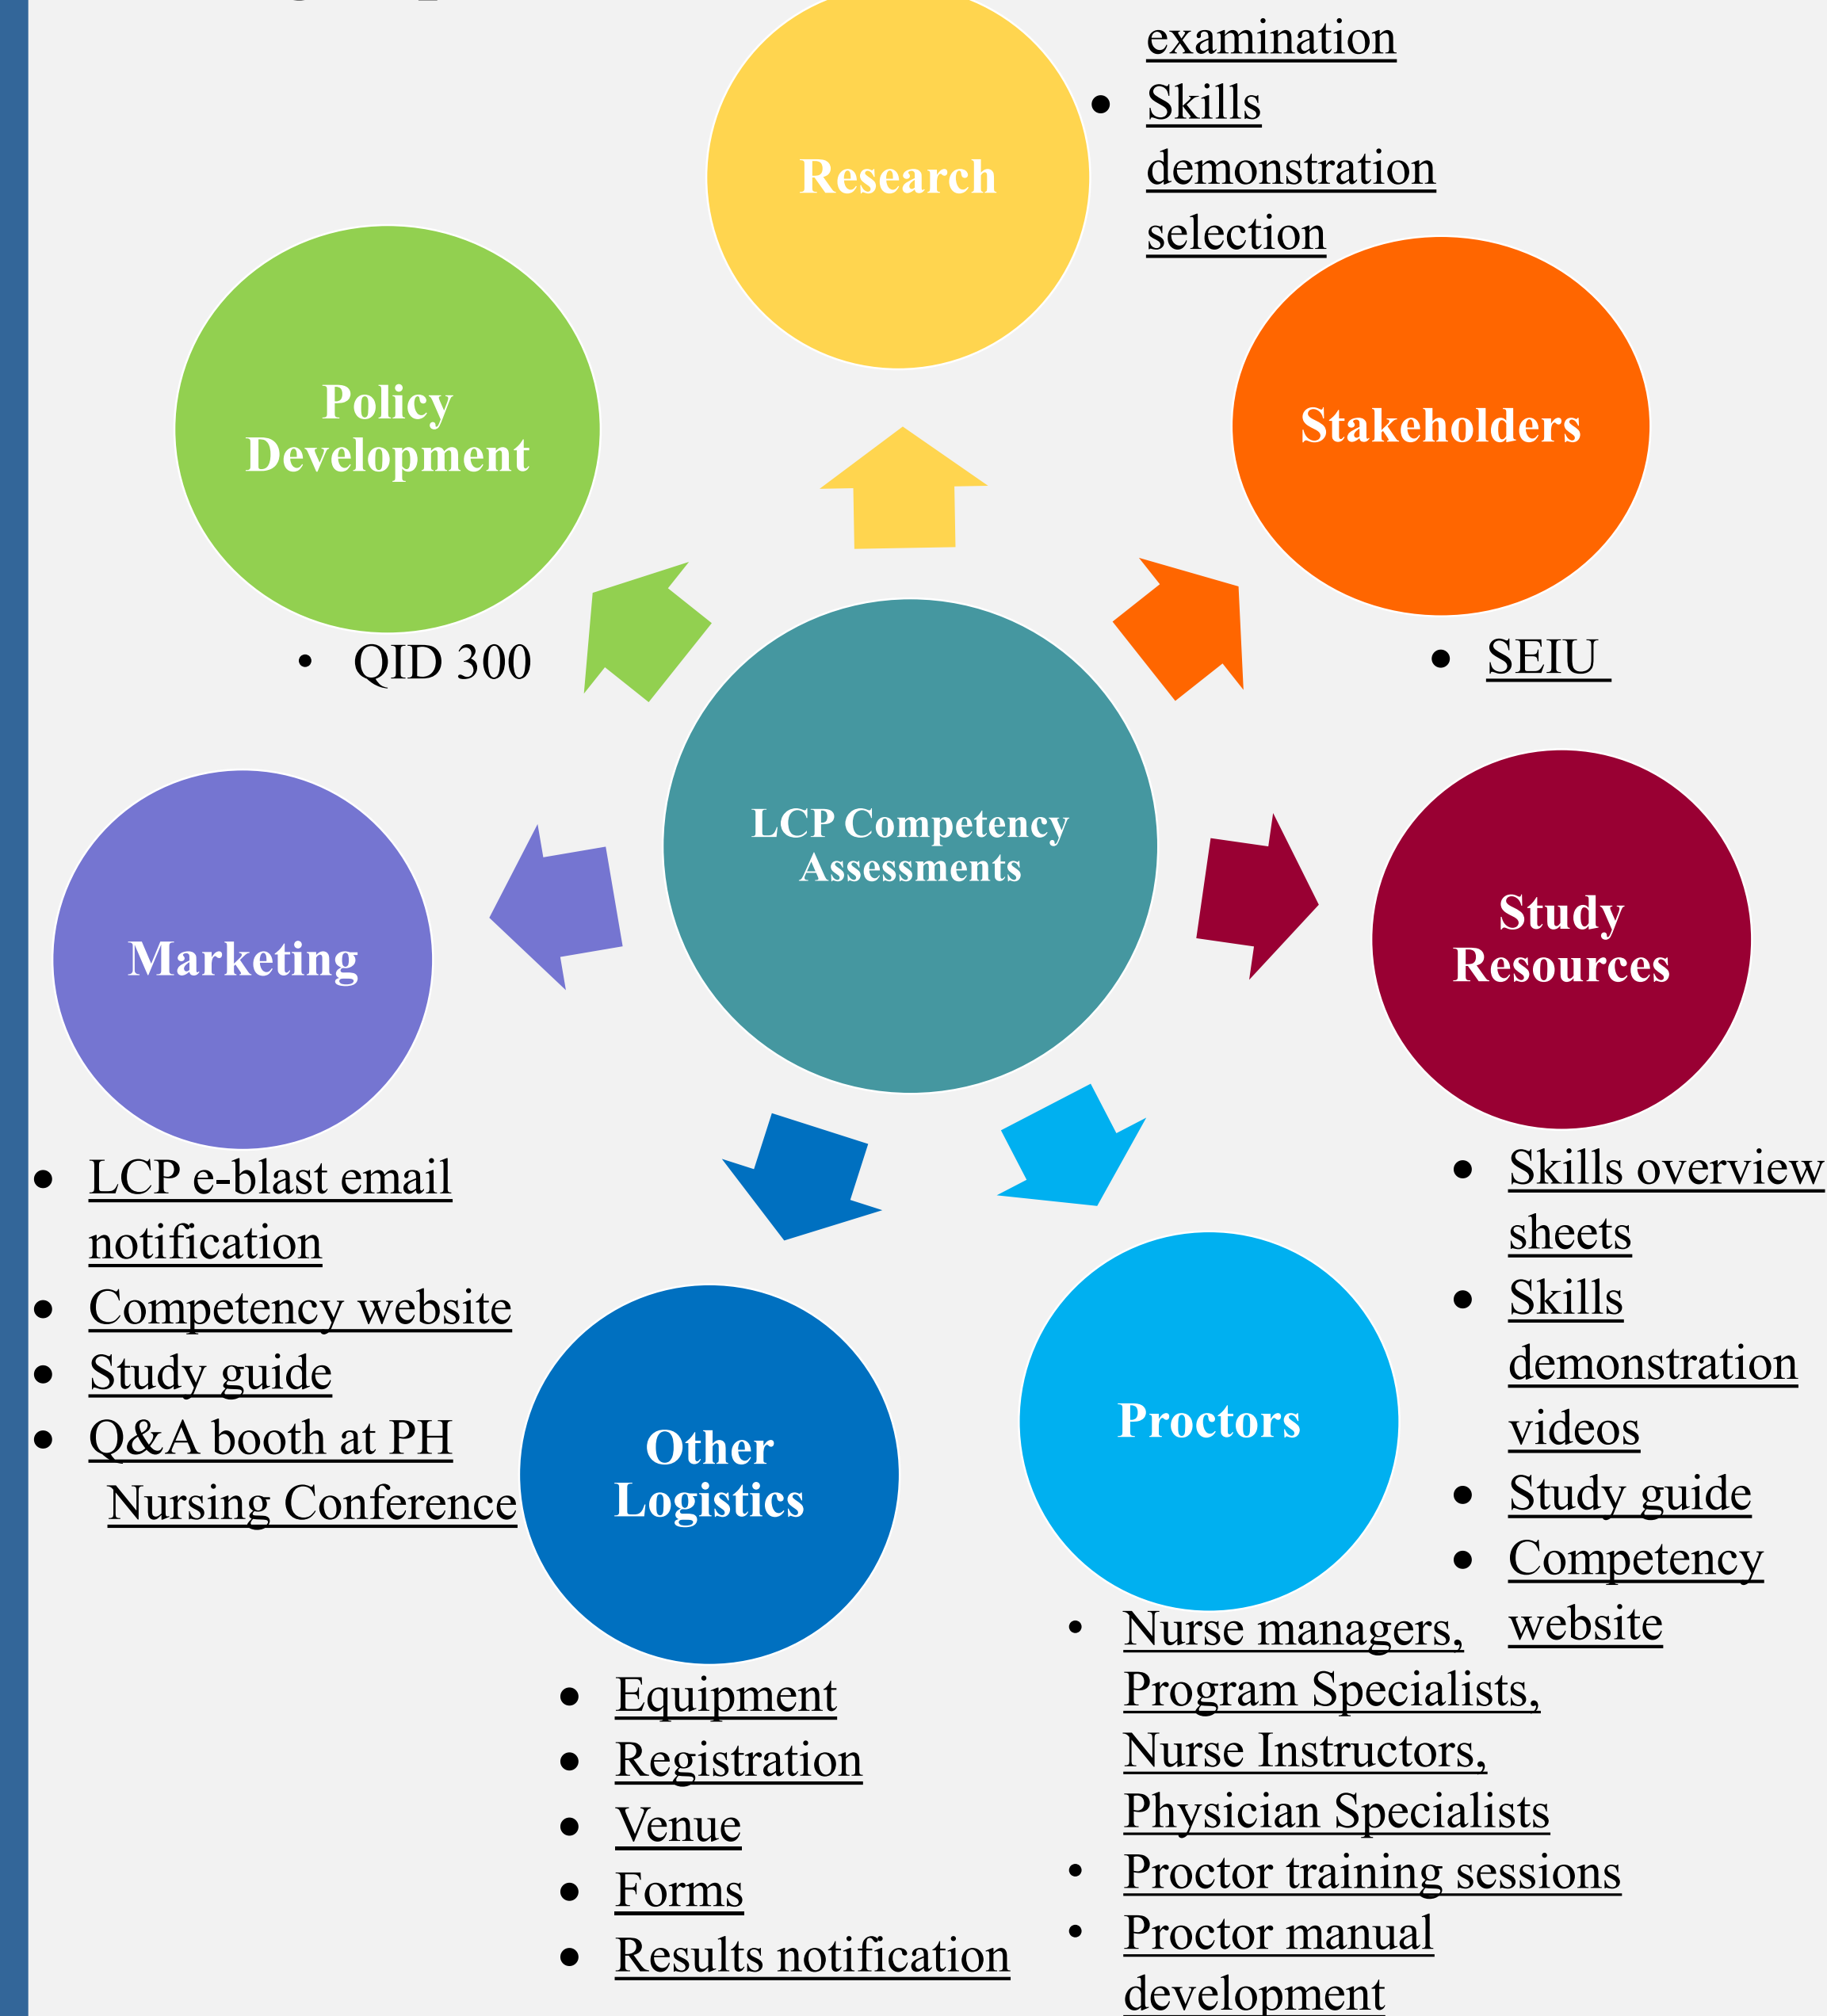 examination
• Skills
demonstration
selection
Research
Policy
Development
• QID 300
Stakeholders
• SEIU
LCP Competency
Assessments
Marketing
• LCP e-blast email
notification
• Competency website
• Study guide
• Q&A booth at PH
Nursing Conference
Study
Resources
• Skills overview
sheets
• Skills
demonstration
videos
• Study guide
• Competency
website
Other
Logistics
• Equipment
• Registration
• Venue
• Forms
• Results notification
Proctors
• Nurse managers,
Program Specialists,
Nurse Instructors,
Physician Specialists
• Proctor training sessions
• Proctor manual
development